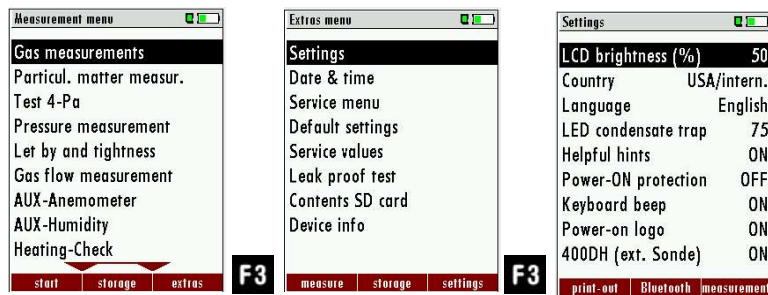 Measurement menu
Gas measurements
Particul. matter measur.
Test 4-Pa
Pressure measurement
Let by and tightness
Gas flow measurement
AUX-Anemometer
AUX-Humidity
Heating-Check
start storage extras
F3
Extras menu
Settings
Date & time
Service menu
Default settings
Service values
Leak proof test
Contents SD card
Device info
measure storage settings
F3
Settings
LCD brightness (%) 50
Country USA/intern.
Language English
LED condensate trap 75
Helpful hints ON
Power-ON protection OFF
Keyboard beep ON
Power-on logo ON
400DH (ext. Sonde) ON
print-out Bluetooth measurement